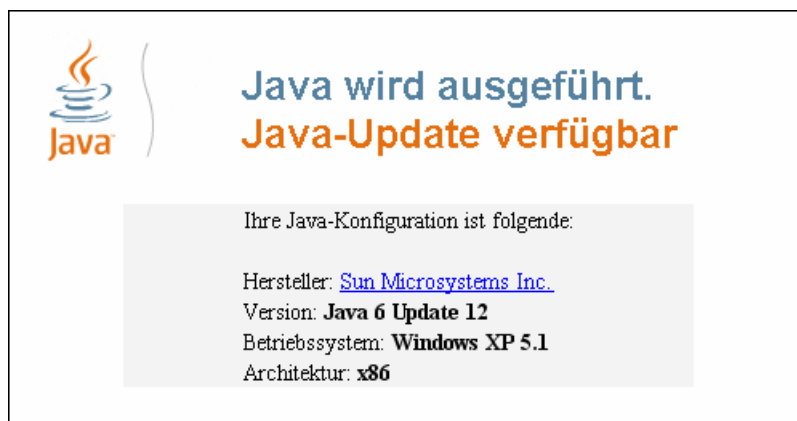 Java
Java wird ausgeführt.
Java-Update verfügbar
Ihre Java-Konfiguration ist folgende:
Hersteller: Sun Microsystems Inc.
Version: Java 6 Update 12
Betriebssystem: Windows XP 5.1
Architektur: x86